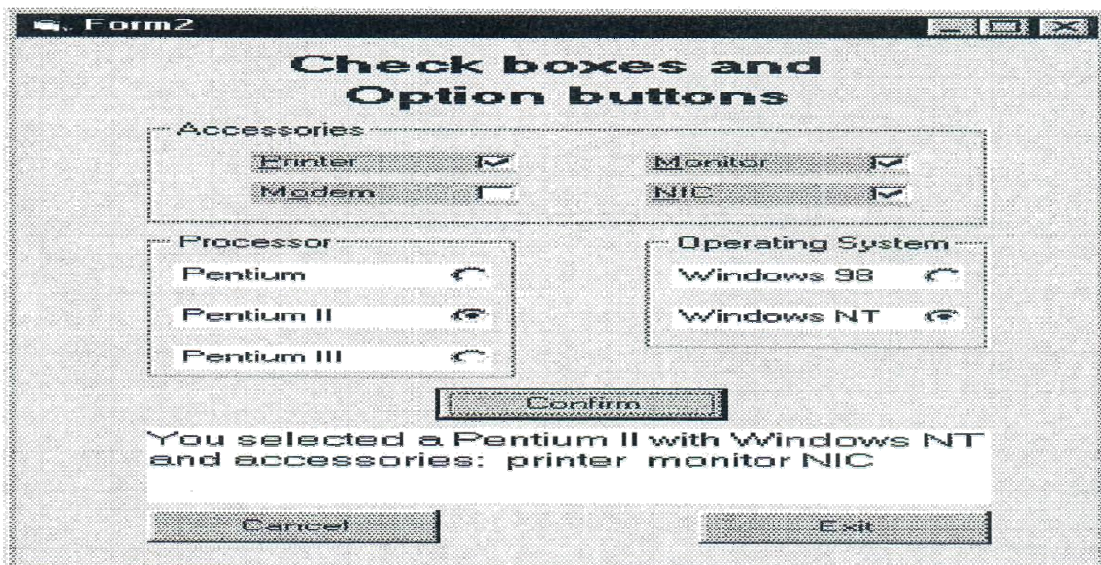 Form2
Check boxes and
Option buttons
Accessories
Printer
Monitor
Modem
NIC
Processor
Operating System
Pentium
Windows 98
Pentium II
Windows NT
Pentium III
Confirm
You selected a Pentium II with Windows NT
and accessories: printer monitor NIC
Cancel
Exit